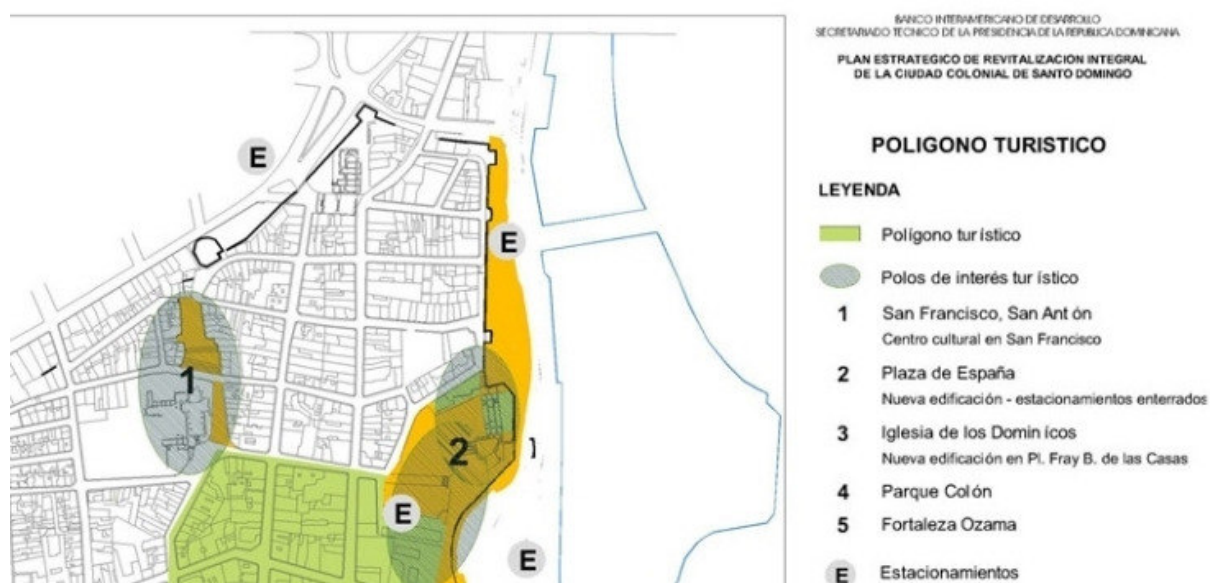 BANCO INTERAMERICANO DE DESARROLLO
SECRETARIADO TECNICO DE LA PRESIDENCIA DE LA REPUBLICA DOMINICANA
PLAN ESTRATEGICO DE REVITALIZACION INTEGRAL
DE LA CIUDAD COLONIAL DE SANTO DOMINGO
POLIGONO TURISTICO
LEYENDA
Polígono turístico
Polos de interés tur ístico
1 San Francisco, San Ant ón
Centro cultural en San Francisco
2 Plaza de España
Nueva edificación - estacionamientos enterrados
3 Iglesia de los Domin ícos
Nueva edificación en Pl. Fray B. de las Casas
4 Parque Colón
5 Fortaleza Ozama
E Estacionamientos
E
E
1
2
E
E